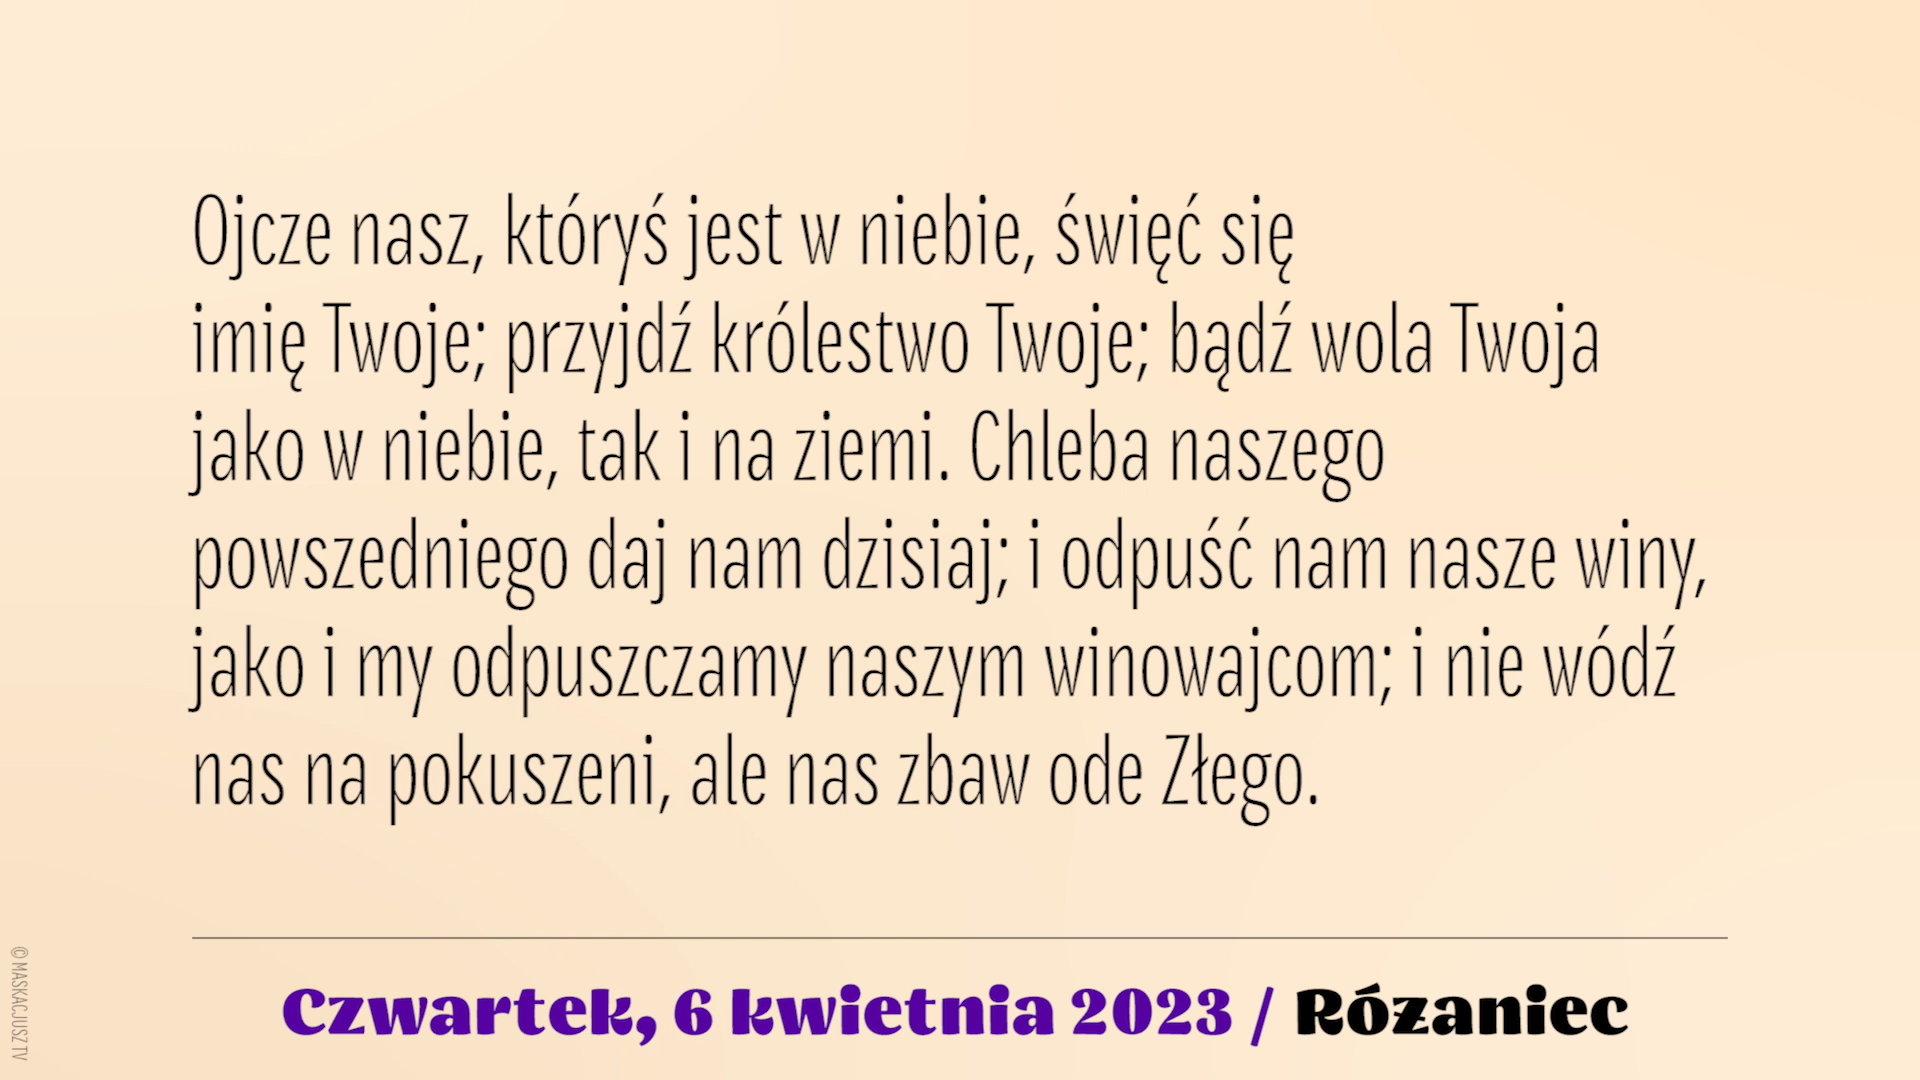 Ojcze nasz, któryś jest w niebie, święć się
imię Twoje; przyjdź królestwo Twoje; bądź wola Twoja
jako w niebie, tak i na ziemi. Chleba naszego
powszedniego daj nam dzisiaj; i odpuść nam nasze winy,
jako i my odpuszczamy naszym winowajcom; i nie wódź
nas na pokuszeni, ale nas zbaw ode Złego.
Czwartek, 6 kwietnia 2023 / Różaniec
© MASKACJUSZ TV